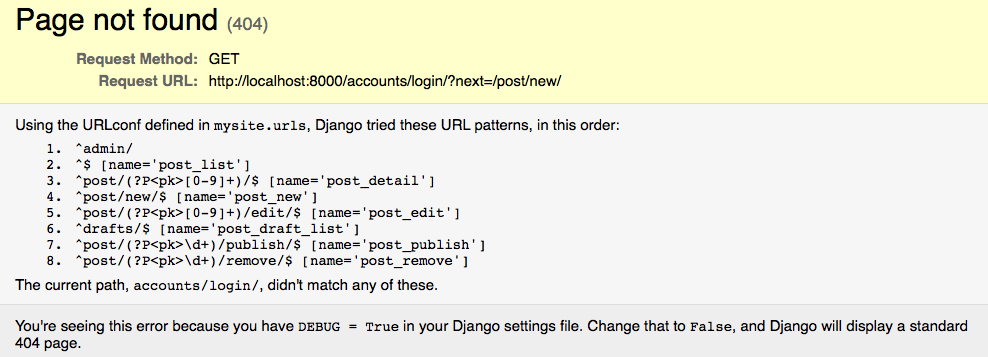 Page not found (404)
Request Method: GET
Request URL: http://localhost:8000/accounts/login/?next=/post/new/
Using the URLconf defined in mysite.urls, Django tried these URL patterns, in this order:
1. ^admin/
2. ^$ [name='post_list']
3. ^post/(?P<pk>[0-9]+)/$ [name='post_detail']
4. ^post/new/$ [name='post_new']
5. ^post/(?P<pk>[0-9]+)/edit/$ [name='post_edit']
6. ^drafts/$ [name='post_draft_list']
7. ^post/(?P<pk>\d+)/publish/$ [name='post_publish']
8. ^post/(?P<pk>\d+)/remove/$ [name='post_remove']
The current path, accounts/login/, didn't match any of these.
You're seeing this error because you have DEBUG = True in your Django settings file. Change that to False, and Django will display a standard
404 page.